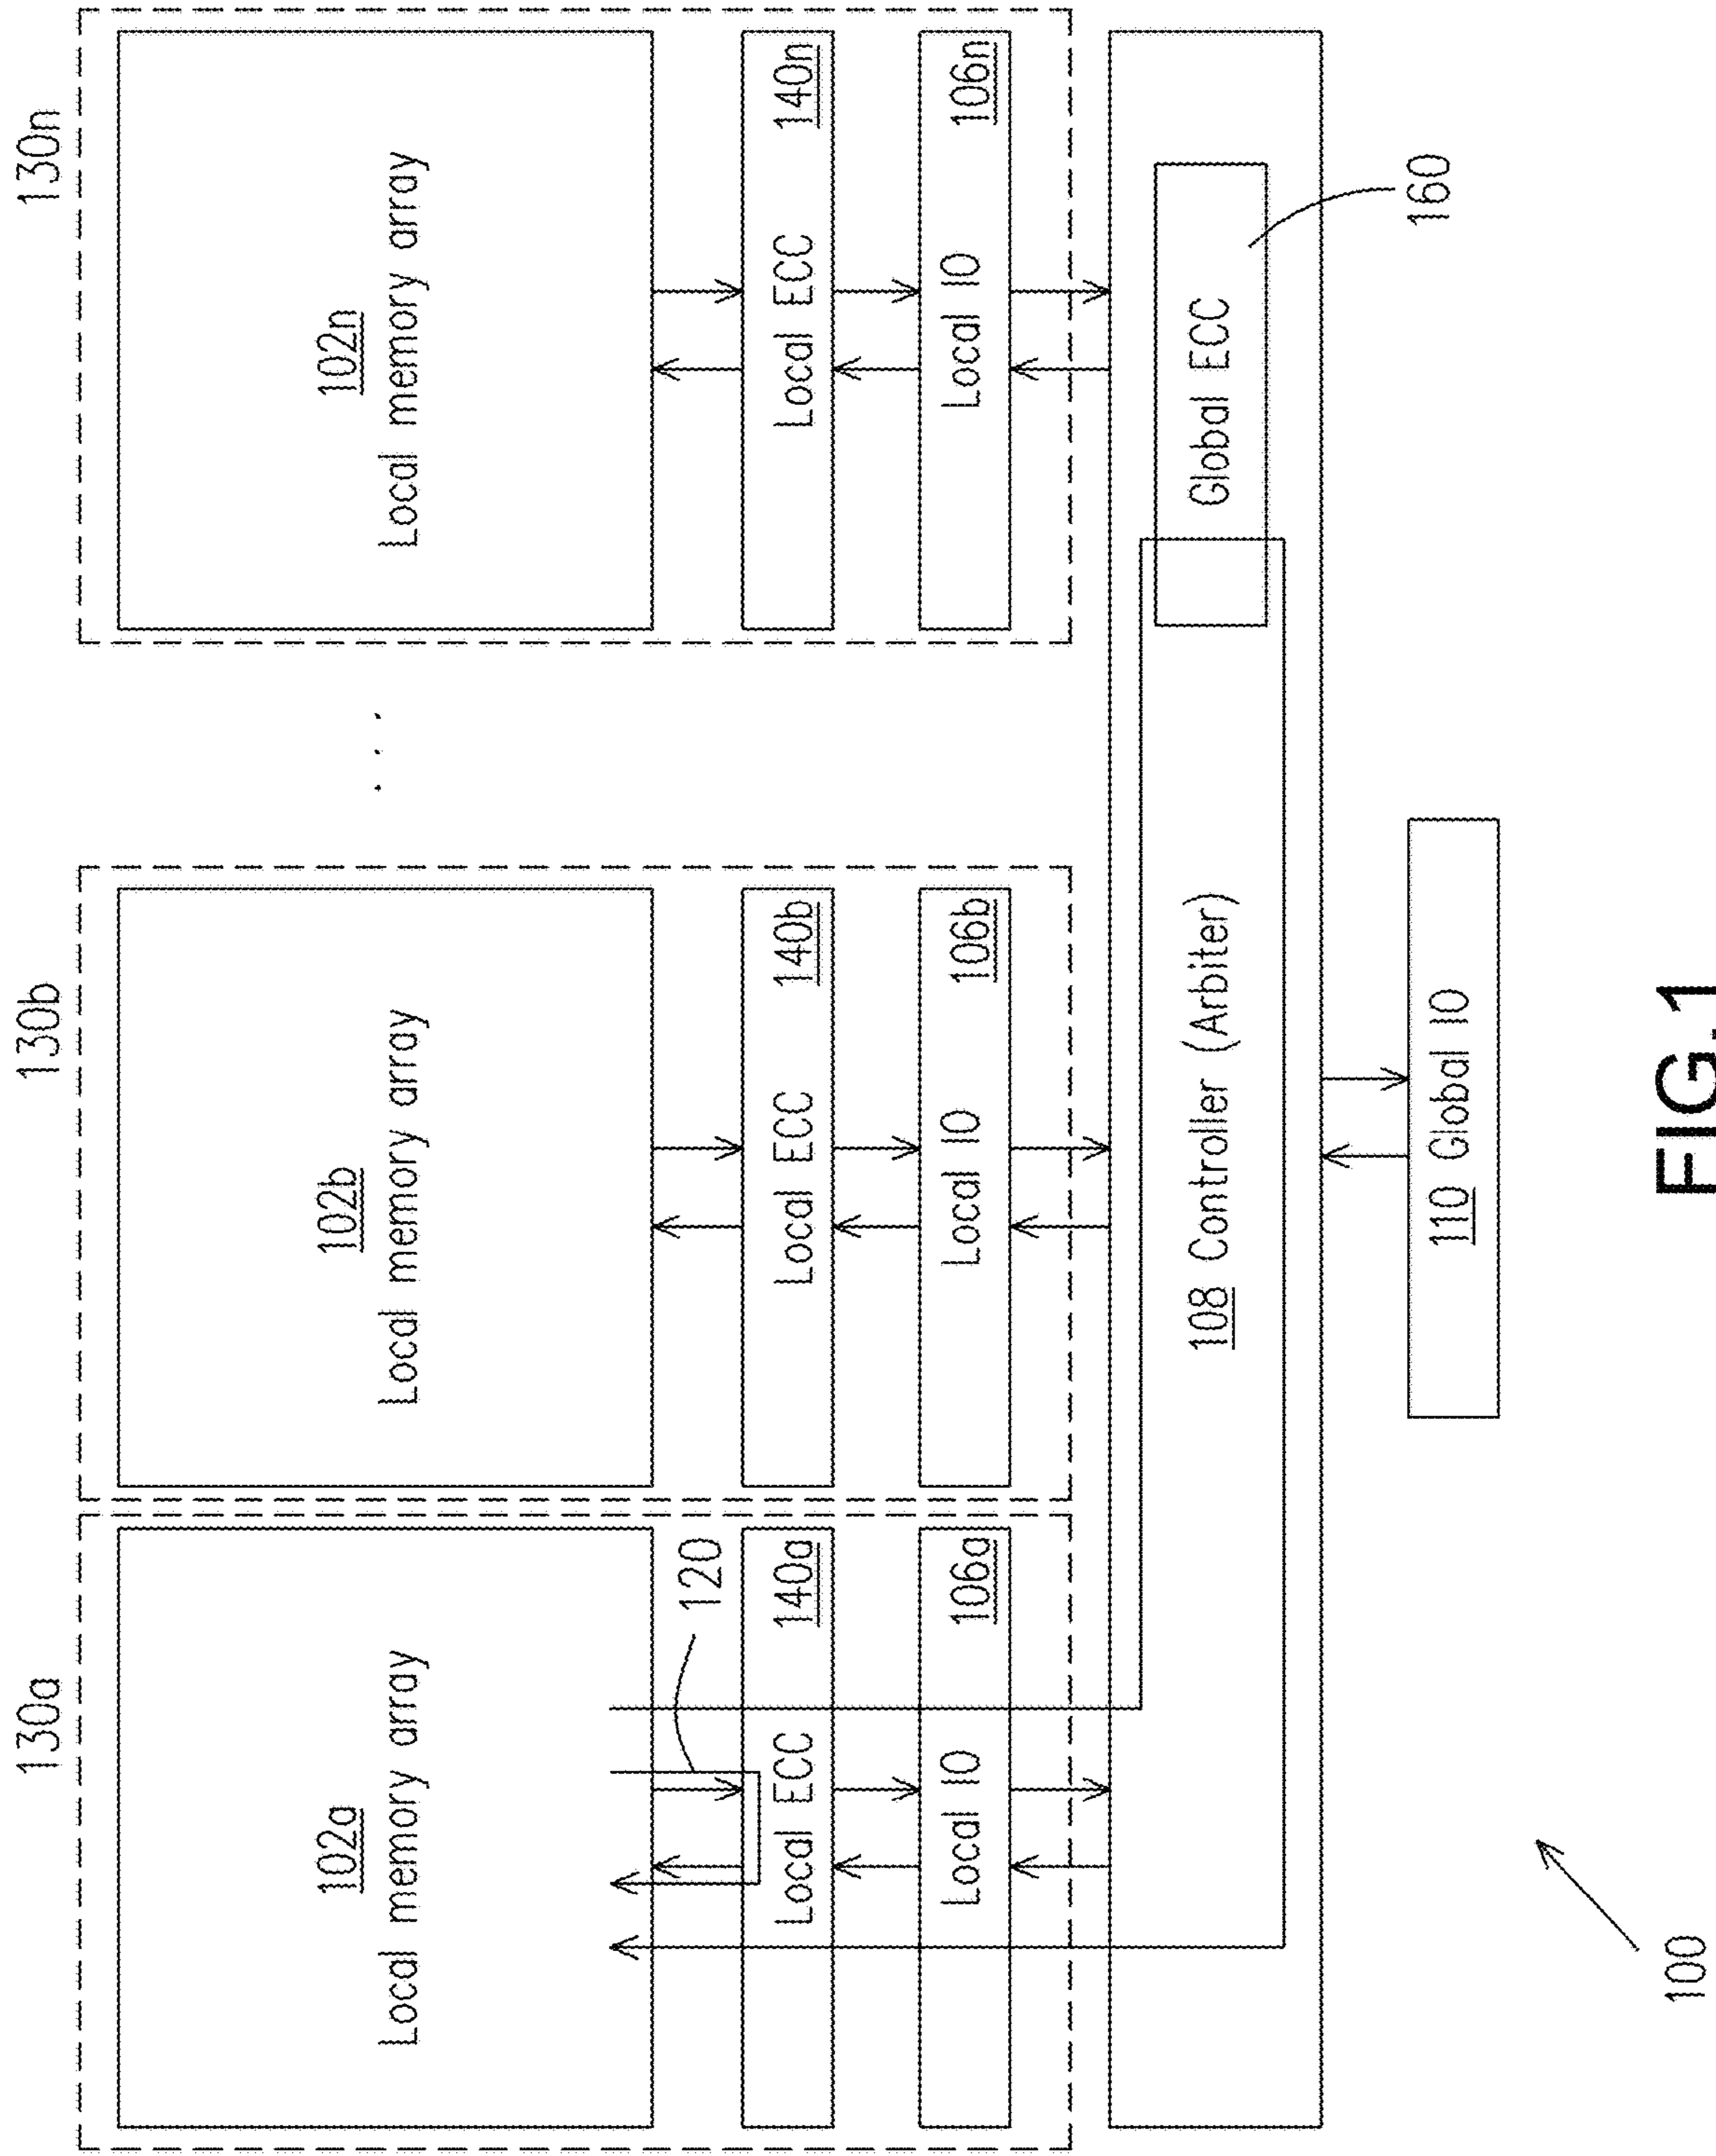 130a
130b
130n
102a
Local memory array
102b
Local memory array
. . .
102n
Local memory array
120
Local ECC 140a
Local ECC 140b
Local ECC 140n
Local IO 106a
Local IO 106b
Local IO 106n
108 Controller (Arbiter)
Global ECC
160
110 Global IO
100
FIG.1